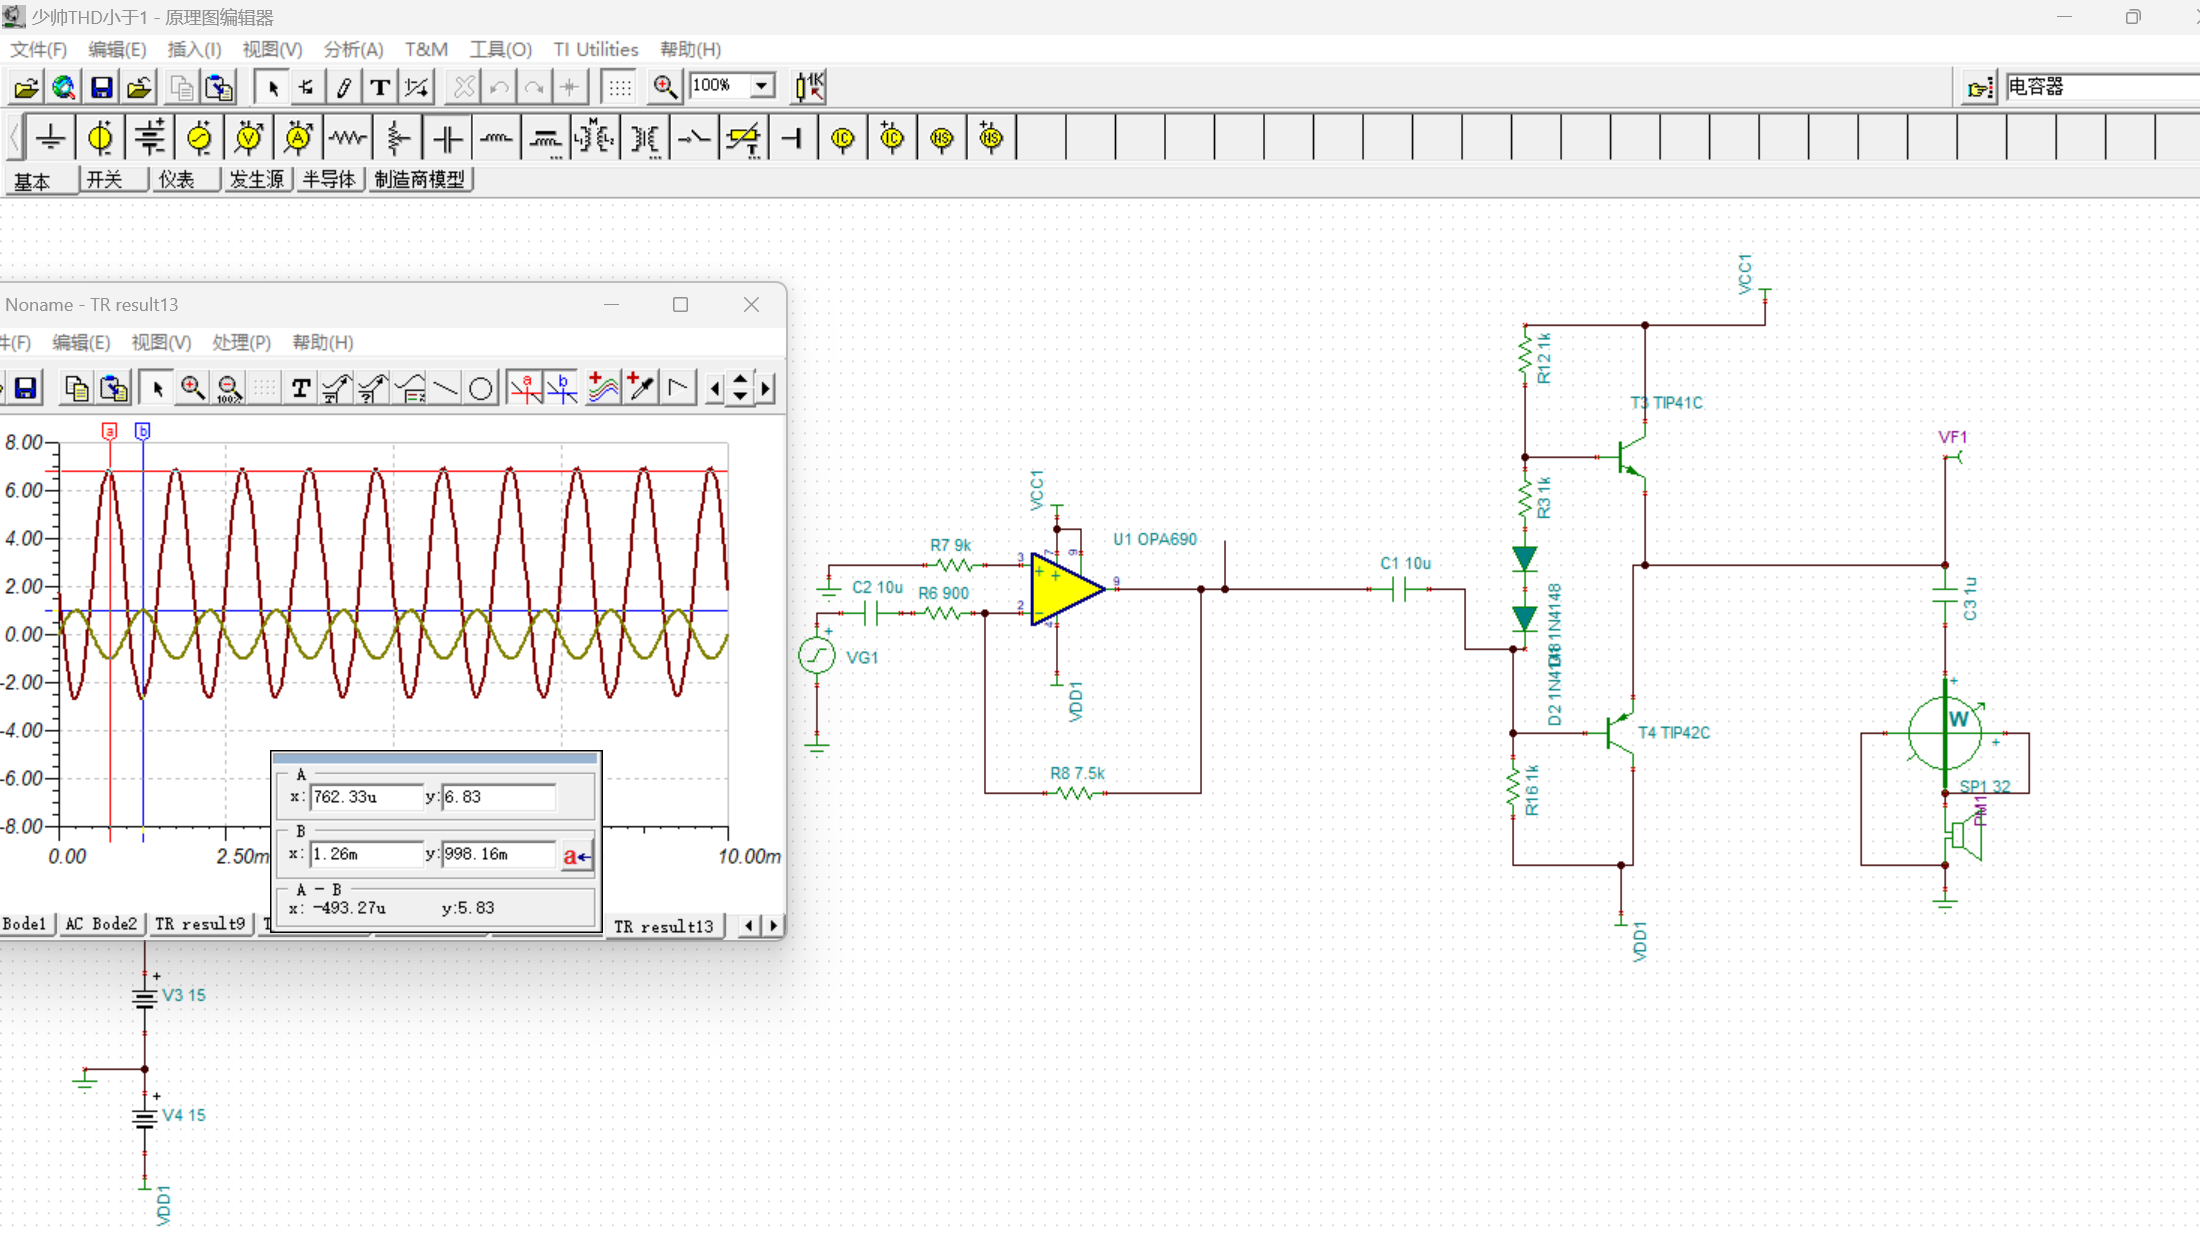 少帅THD小于1 - 原理图编辑器
文件(F) 编辑(E) 插入(I) 视图(V) 分析(A) T&M 工具(O) TI Utilities 帮助(H)
100%
1K
电容器
基本 开关 仪表 发生源 半导体 制造商模型
Noname - TR result13
件(F) 编辑(E) 视图(V) 处理(P) 帮助(H)
a b
8.00
6.00
4.00
2.00
0.00
-2.00
-4.00
-6.00
-8.00
0.00 2.50m 10.00m
A
x: 762.33u y: 6.83
B
x: 1.26m y: 998.16m a
A - B
x: -493.27u y:5.83
Bode1 AC Bode2 TR result9 TR result13
V3 15
V4 15
VDD1
VCC1
R12 1k
T3 TIP41C
VF1
R3 1k
VCC1
U1 OPA690
R7 9k
C2 10u
R6 900
C1 10u
C3 1u
VG1
VDD1
D2 1N4148
T4 TIP42C
W
R8 7.5k
R16 1k
SP1 32
PM1
VDD1